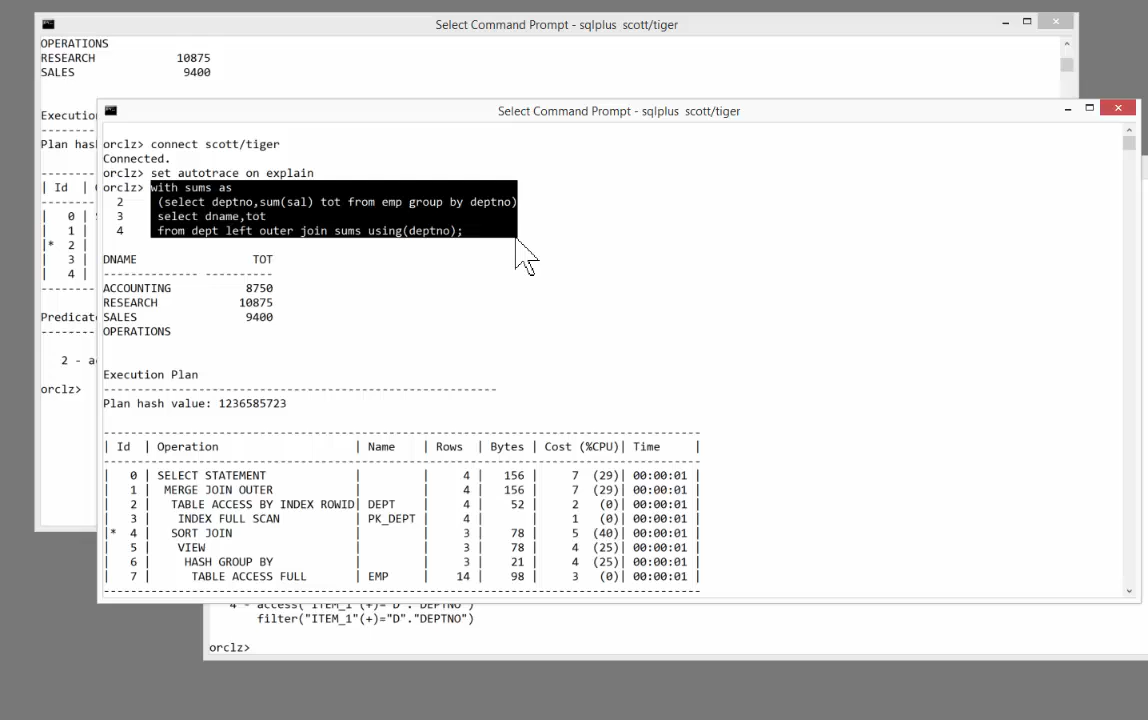 Select Command Prompt - sqlplus  scott/tiger
OPERATIONS
RESEARCH              10875
SALES                  9400
Execution
Plan has
| Id  | O
|   0 | S
|   1 |
|*  2 |
|   3 |
|   4 |
Predicate
   2 - a
orclz>
Select Command Prompt - sqlplus  scott/tiger
orclz> connect scott/tiger
Connected.
orclz> set autotrace on explain
orclz> with sums as
  2   (select deptno,sum(sal) tot from emp group by deptno)
  3   select dname,tot
  4   from dept left outer join sums using(deptno);
DNAME                 TOT
-------------- ----------
ACCOUNTING           8750
RESEARCH            10875
SALES                9400
OPERATIONS
Execution Plan
----------------------------------------------------------
Plan hash value: 1236585723
------------------------------------------------------------------------------------------
| Id  | Operation                    | Name    | Rows  | Bytes | Cost (%CPU)| Time     |
------------------------------------------------------------------------------------------
|   0 | SELECT STATEMENT             |         |     4 |   156 |     7  (29)| 00:00:01 |
|   1 |  MERGE JOIN OUTER            |         |     4 |   156 |     7  (29)| 00:00:01 |
|   2 |   TABLE ACCESS BY INDEX ROWID| DEPT    |     4 |    52 |     2   (0)| 00:00:01 |
|   3 |    INDEX FULL SCAN           | PK_DEPT |     4 |       |     1   (0)| 00:00:01 |
|*  4 |   SORT JOIN                  |         |     3 |    78 |     5  (40)| 00:00:01 |
|   5 |    VIEW                      |         |     3 |    78 |     4  (25)| 00:00:01 |
|   6 |     HASH GROUP BY            |         |     3 |    21 |     4  (25)| 00:00:01 |
|   7 |      TABLE ACCESS FULL       | EMP     |    14 |    98 |     3   (0)| 00:00:01 |
------------------------------------------------------------------------------------------
   4 - access("ITEM_1"(+)="D"."DEPTNO")
       filter("ITEM_1"(+)="D"."DEPTNO")
orclz>